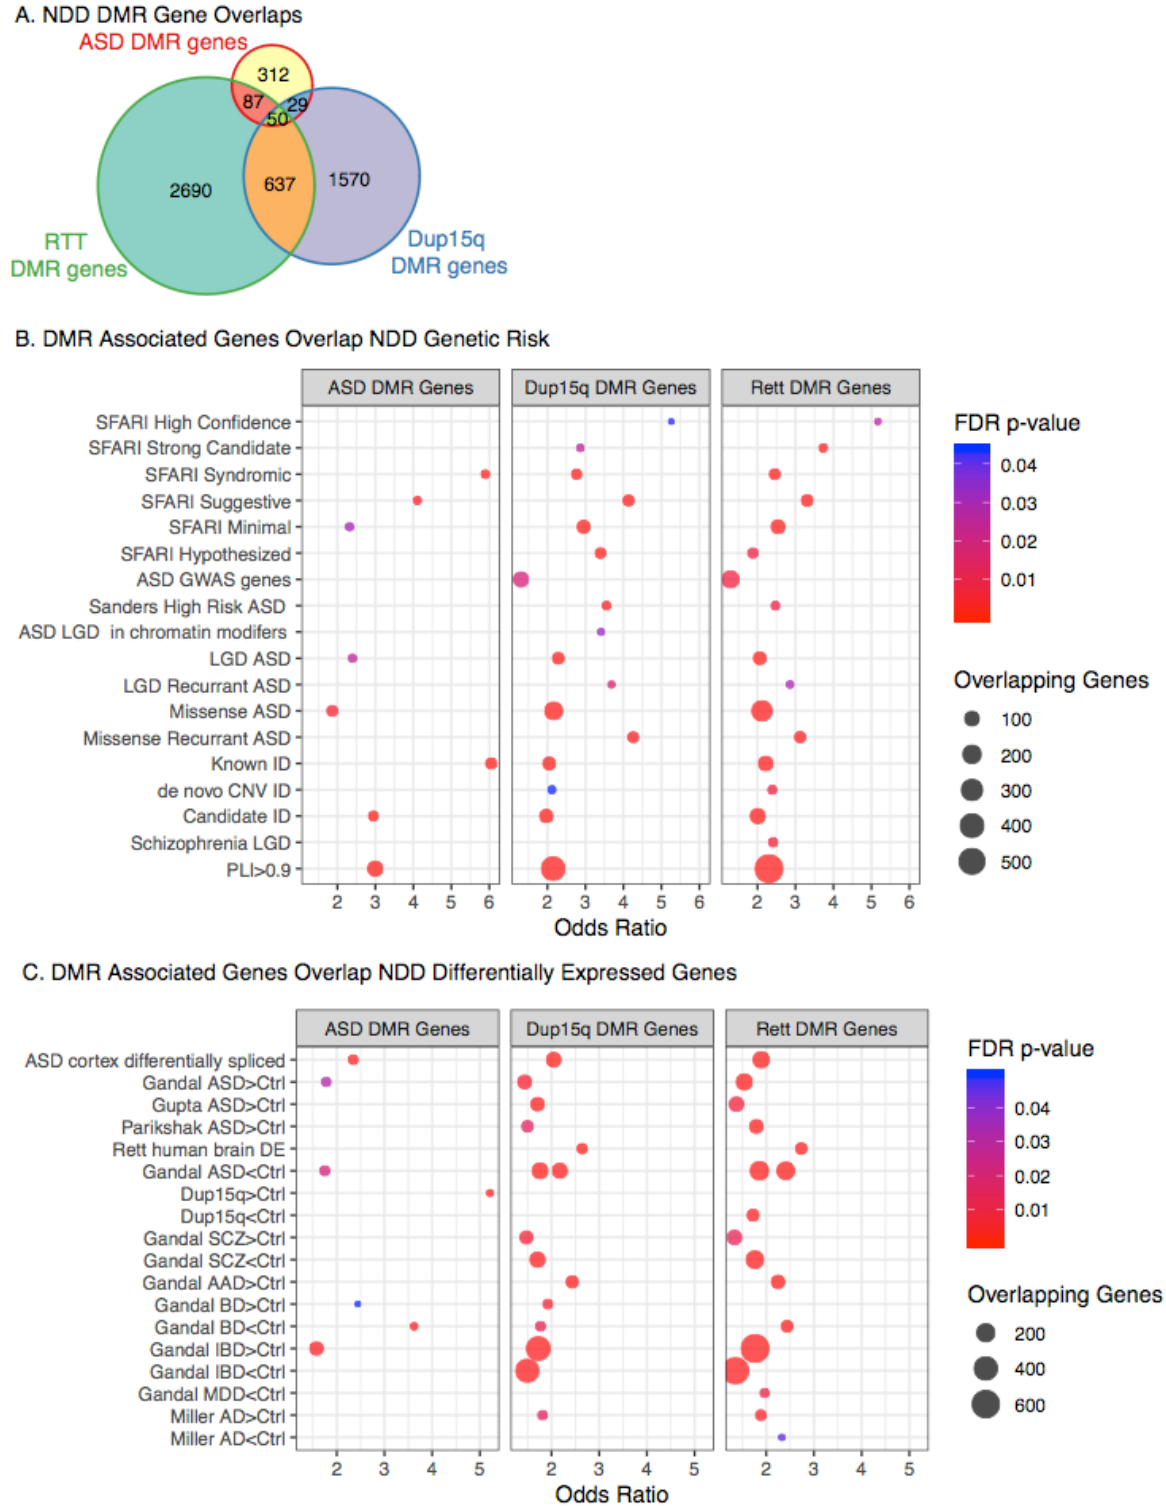 A. NDD DMR Gene Overlaps
ASD DMR genes
312
87
29
50
2690
637
1570
RTT
DMR genes
Dup15q
DMR genes
B. DMR Associated Genes Overlap NDD Genetic Risk
ASD DMR Genes
Dup15q DMR Genes
Rett DMR Genes
SFARI High Confidence
SFARI Strong Candidate
SFARI Syndromic
SFARI Suggestive
SFARI Minimal
SFARI Hypothesized
ASD GWAS genes
Sanders High Risk ASD
ASD LGD in chromatin modifers
LGD ASD
LGD Recurrant ASD
Missense ASD
Missense Recurrant ASD
Known ID
de novo CNV ID
Candidate ID
Schizophrenia LGD
PLI>0.9
2 3 4 5 6
2 3 4 5 6
2 3 4 5 6
Odds Ratio
FDR p-value
0.04
0.03
0.02
0.01
Overlapping Genes
100
200
300
400
500
C. DMR Associated Genes Overlap NDD Differentially Expressed Genes
ASD DMR Genes
Dup15q DMR Genes
Rett DMR Genes
ASD cortex differentially spliced
Gandal ASD>Ctrl
Gupta ASD>Ctrl
Parikshak ASD>Ctrl
Rett human brain DE
Gandal ASD<Ctrl
Dup15q>Ctrl
Dup15q<Ctrl
Gandal SCZ>Ctrl
Gandal SCZ<Ctrl
Gandal AAD>Ctrl
Gandal BD>Ctrl
Gandal BD<Ctrl
Gandal IBD>Ctrl
Gandal IBD<Ctrl
Gandal MDD<Ctrl
Miller AD>Ctrl
Miller AD<Ctrl
2 3 4 5
2 3 4 5
2 3 4 5
Odds Ratio
FDR p-value
0.04
0.03
0.02
0.01
Overlapping Genes
200
400
600